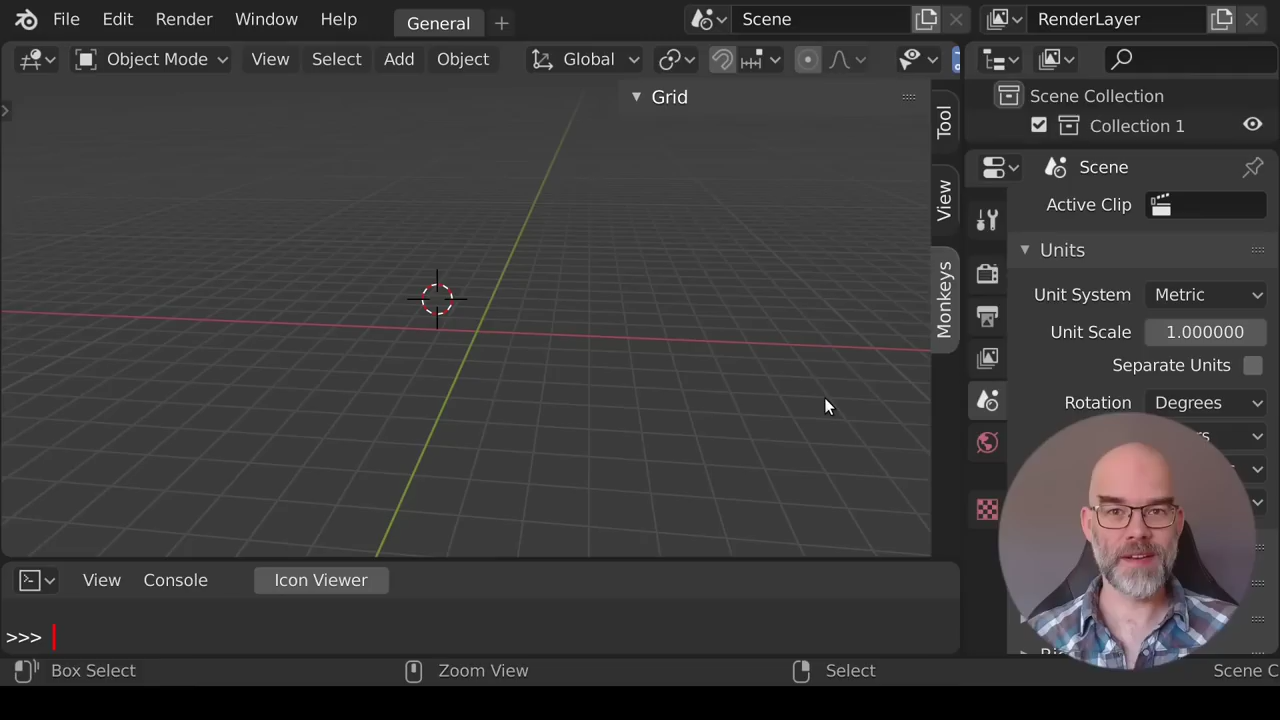 File Edit Render Window Help General + Scene RenderLayer
Object Mode View Select Add Object Global
Grid
Tool
View
Monkeys
Scene Collection
Collection 1
Scene
Active Clip
Units
Unit System Metric
Unit Scale 1.000000
Separate Units
Rotation Degrees
View Console Icon Viewer
>>>
Box Select Zoom View Select Scene C